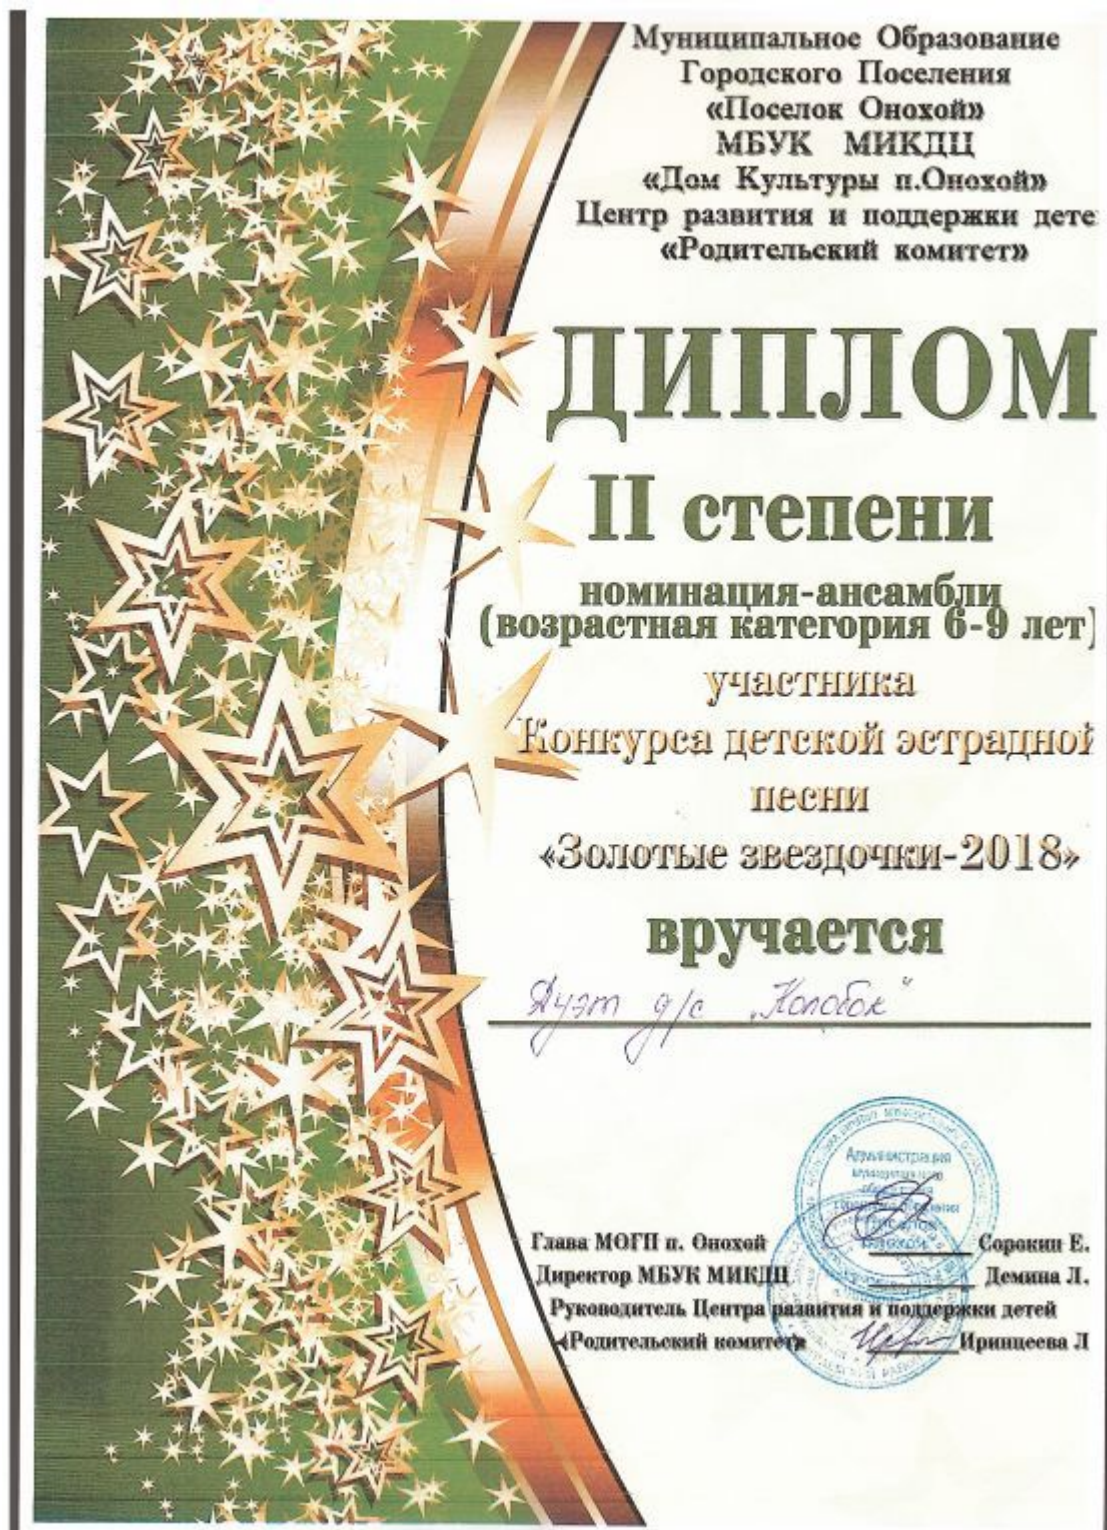 Муниципальное Образование
Городского Поселения
«Поселок Онохой»
МБУК МИКДЦ
«Дом Культуры п.Онохой»
Центр развития и поддержки дете
«Родительский комитет»
ДИПЛОМ
II степени
номинация-ансамбли
(возрастная категория 6-9 лет)
участника
Конкурса детской эстрадной
песни
«Золотые звездочки-2018»
вручается
Дуэт д/с „Колобок"
Администрация
Глава МОГП п. Онохой Сорокин Е.
Директор МБУК МИКДЦ Демина Л.
Руководитель Центра развития и поддержки детей
«Родительский комитет» Иринцеева Л